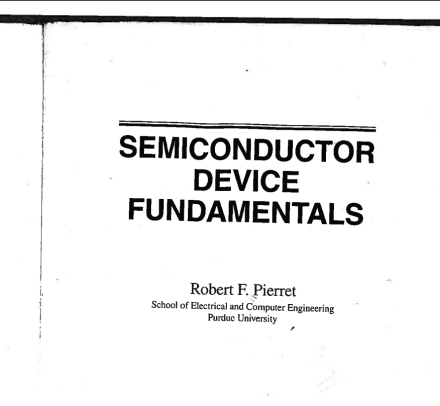 SEMICONDUCTOR
DEVICE
FUNDAMENTALS
Robert F. Pierret
School of Electrical and Computer Engineering
Purdue University